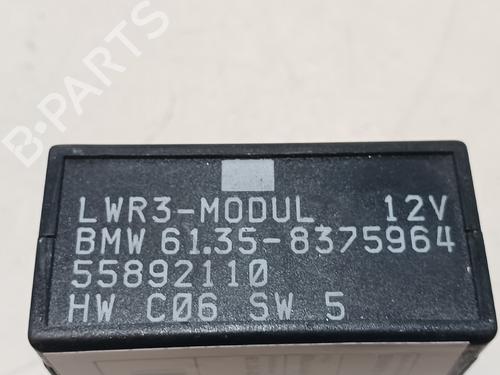 B-PARTS
LWR3-MODUL 12V
BMW 61.35-8375964
55892110
HW C06 SW 5